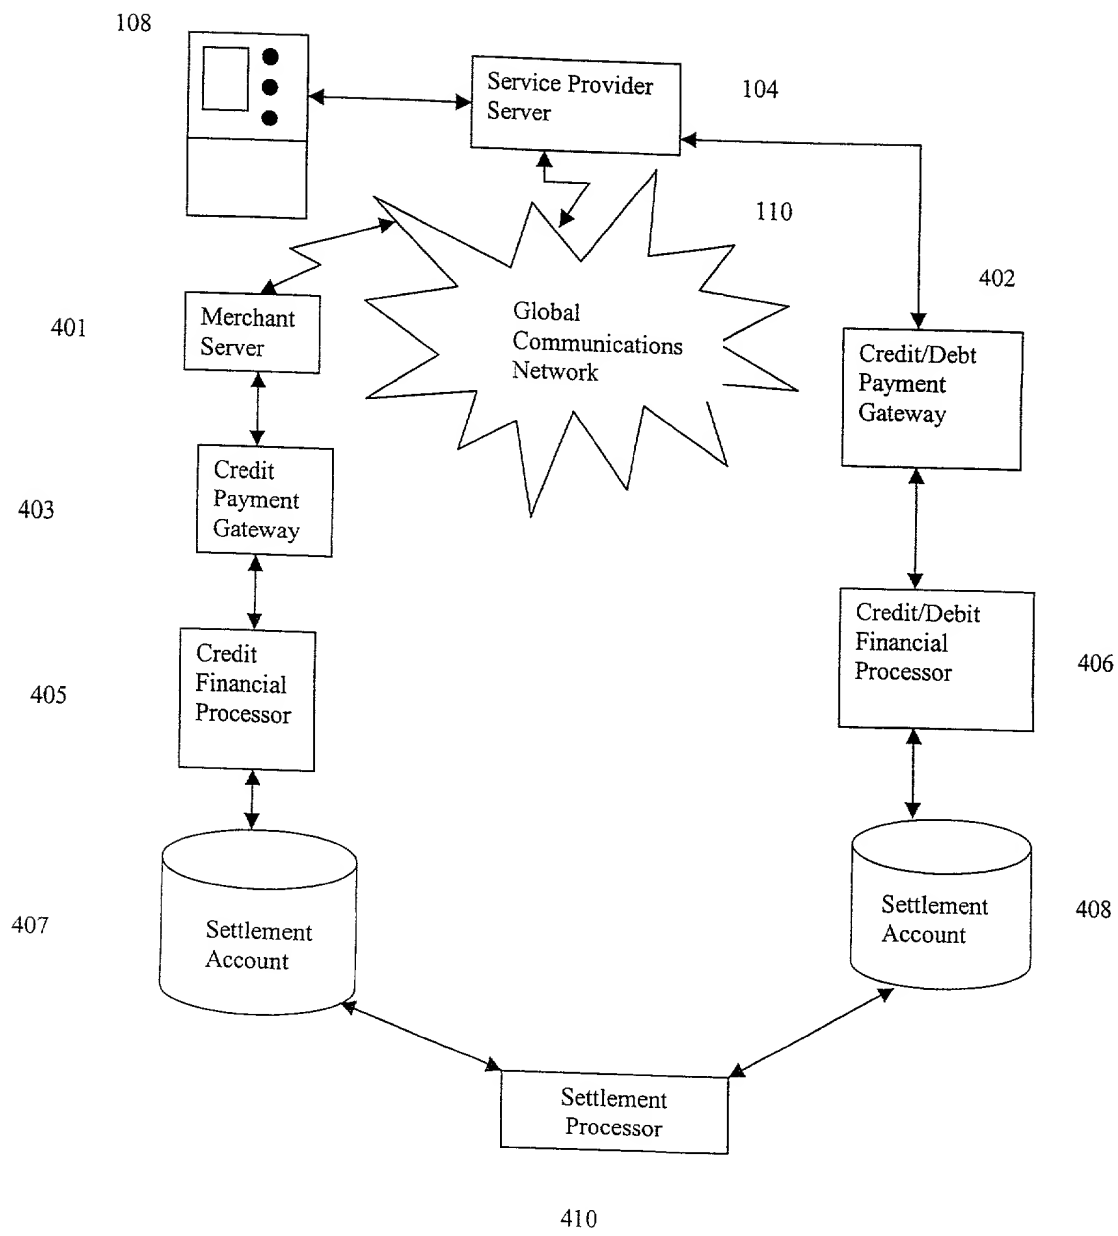 108
Service Provider
Server
104
110
402
Global
Communications
Network
401
Merchant
Server
Credit/Debt
Payment
Gateway
403
Credit
Payment
Gateway
Credit/Debit
Financial
Processor
406
405
Credit
Financial
Processor
407
Settlement
Account
Settlement
Account
408
Settlement
Processor
410